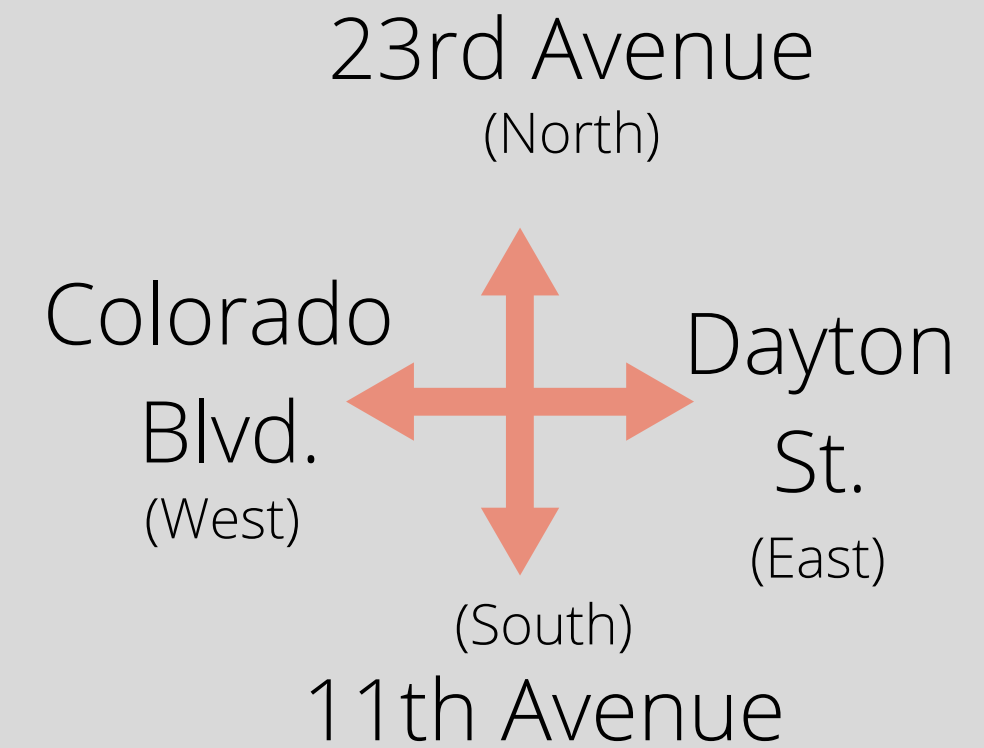 23rd Avenue
(North)
Colorado
Blvd.
(West)
Dayton
St.
(East)
(South)
11th Avenue